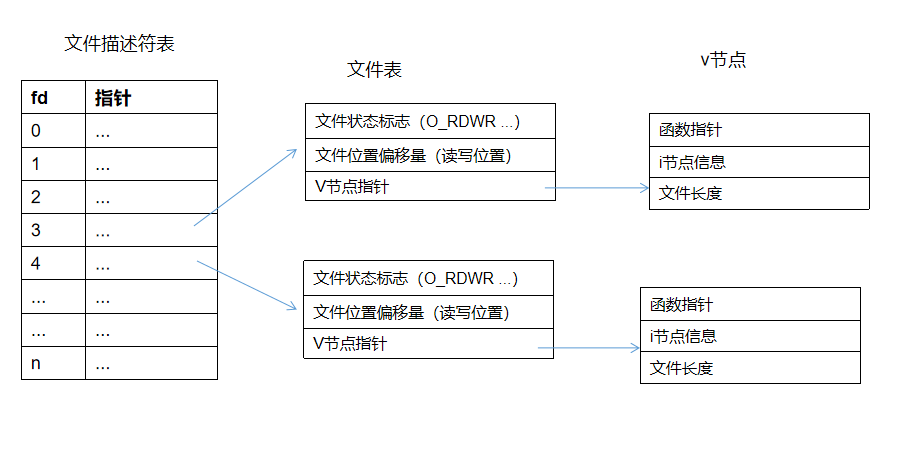 文件描述符表
文件表
v节点
fd 指针
0 ...
1 ...
2 ...
3 ...
4 ...
... ...
... ...
n ...
文件状态标志（O_RDWR ...）
文件位置偏移量（读写位置）
V节点指针
函数指针
i节点信息
文件长度
文件状态标志（O_RDWR ...）
文件位置偏移量（读写位置）
V节点指针
函数指针
i节点信息
文件长度